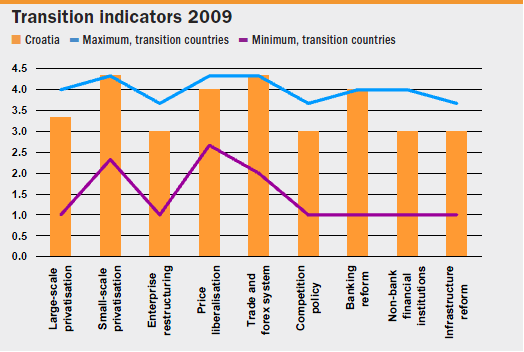 Transition indicators 2009
Croatia Maximum, transition countries Minimum, transition countries
4.5
4.0
3.5
3.0
2.5
2.0
1.5
1.0
0.5
0.0
Large-scale
privatisation
Small-scale
privatisation
Enterprise
restructuring
Price
liberalisation
Trade and
forex system
Competition
policy
Banking
reform
Non-bank
financial
institutions
Infrastructure
reform